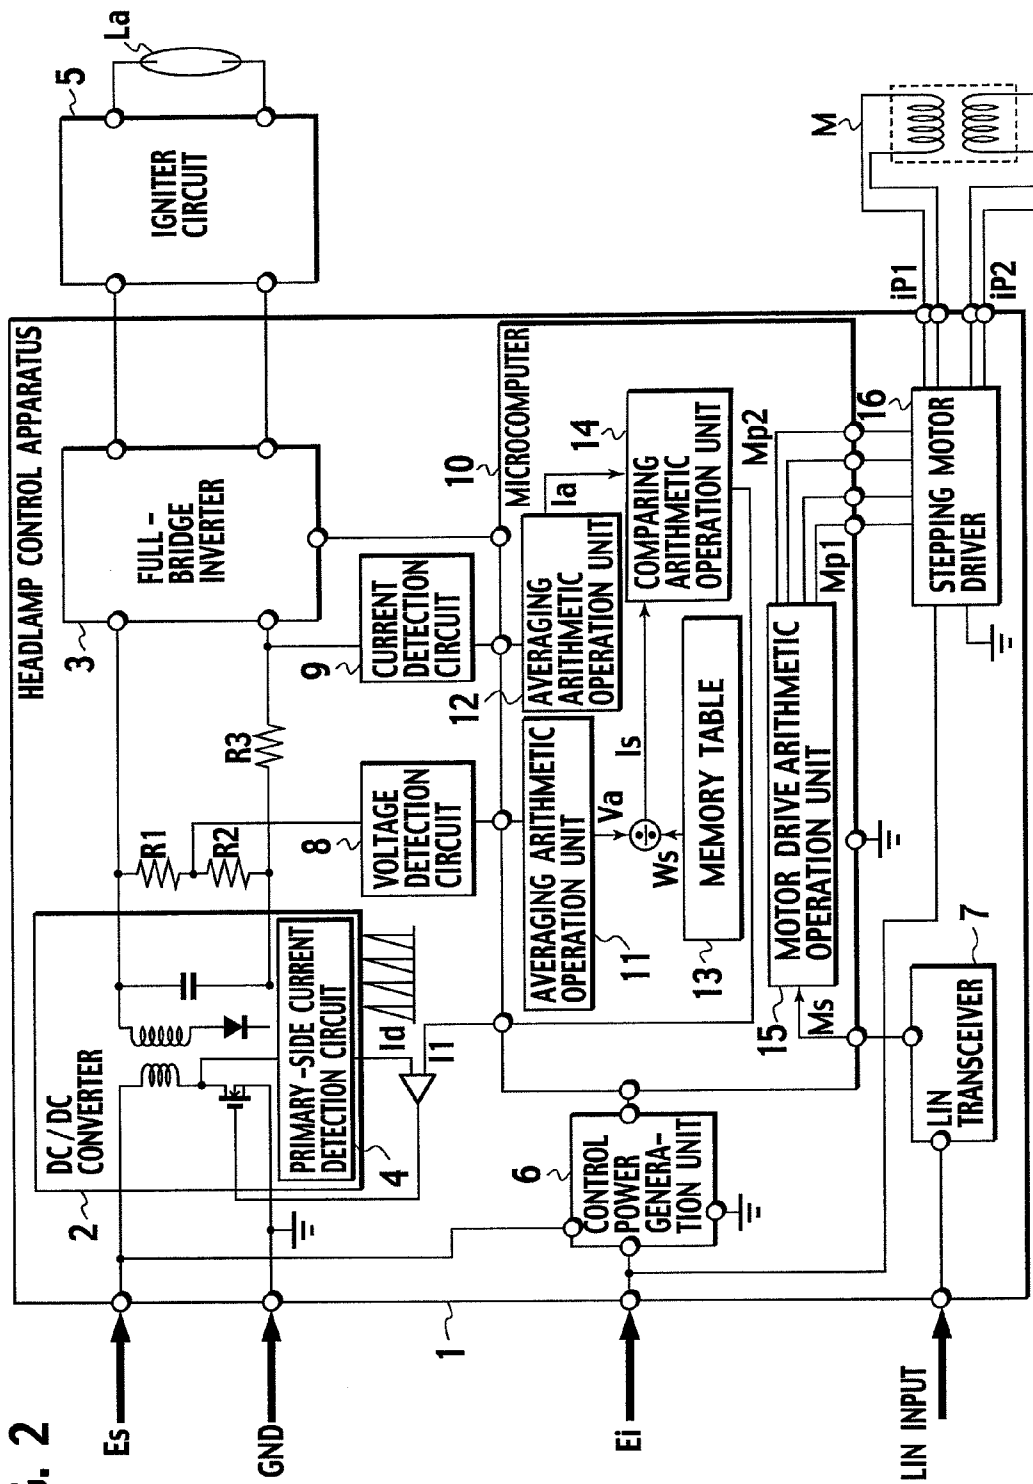 G. 2
HEADLAMP CONTROL APPARATUS
1
Es
GND
Ei
LIN INPUT
2
DC/DC
CONVERTER
PRIMARY-SIDE CURRENT
DETECTION CIRCUIT
4
Id
I1
R1
R2
R3
3
FULL-
BRIDGE
INVERTER
5
IGNITER
CIRCUIT
La
8
VOLTAGE
DETECTION
CIRCUIT
9
CURRENT
DETECTION
CIRCUIT
10
MICROCOMPUTER
AVERAGING ARITHMETIC
OPERATION UNIT
11
Va
12
AVERAGING
ARITHMETIC
OPERATION UNIT
Ia
14
COMPARING
ARITHMETIC
OPERATION UNIT
Is
÷
Ws
13
MEMORY TABLE
15
MOTOR DRIVE ARITHMETIC
OPERATION UNIT
Ms
Mp1
Mp2
6
CONTROL
POWER
GENERA-
TION UNIT
7
LIN
TRANSCEIVER
16
STEPPING MOTOR
DRIVER
iP1
iP2
M